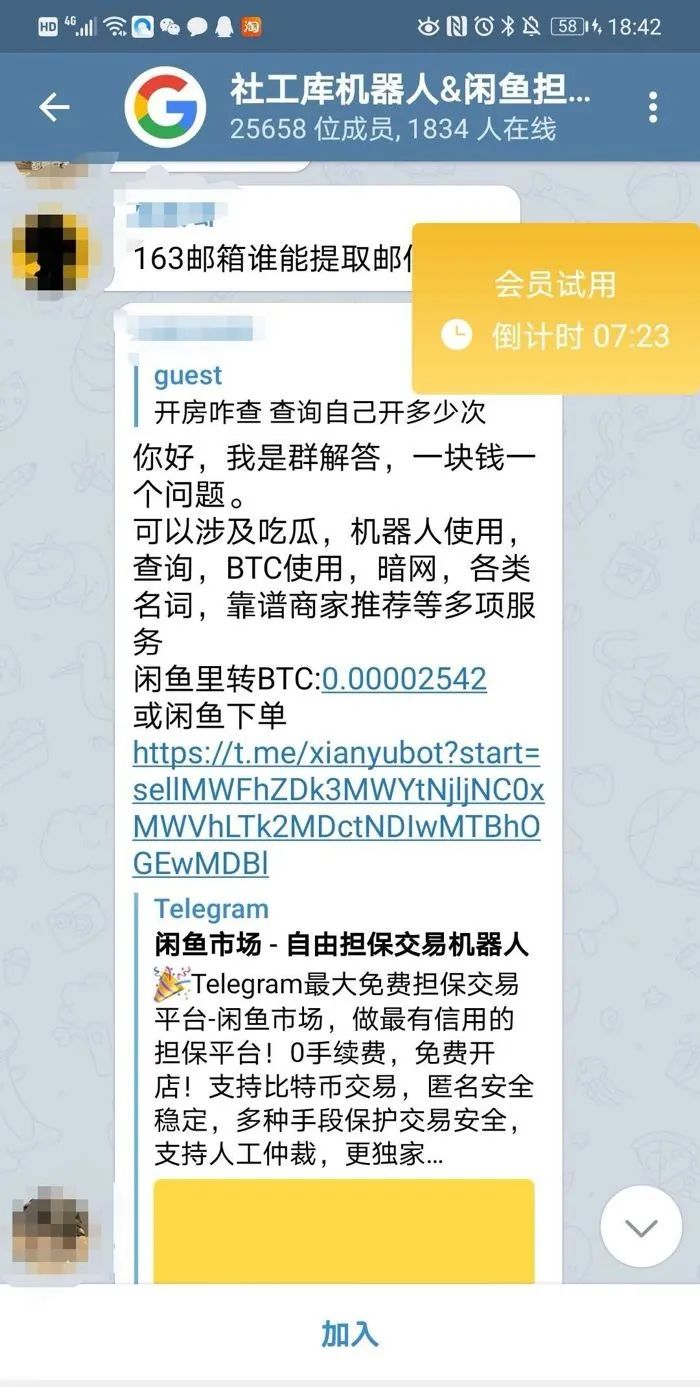 HD 4G 58 18:42
社工库机器人&闲鱼担...
25658 位成员, 1834 人在线
163邮箱谁能提取邮
会员试用
倒计时 07:23
guest
开房咋查 查询自己开多少次
你好，我是群解答，一块钱一
个问题。
可以涉及吃瓜，机器人使用，
查询，BTC使用，暗网，各类
名词，靠谱商家推荐等多项服
务
闲鱼里转BTC:0.00002542
或闲鱼下单
https://t.me/xianyubot?start=
sellMWFhZDk3MWYtNjljNC0x
MWVhLTk2MDctNDIwMTBhO
GEwMDBl
Telegram
闲鱼市场 - 自由担保交易机器人
🎉Telegram最大免费担保交易
平台-闲鱼市场，做最有信用的
担保平台！0手续费，免费开
店！支持比特币交易，匿名安全
稳定，多种手段保护交易安全，
支持人工仲裁，更独家...
加入